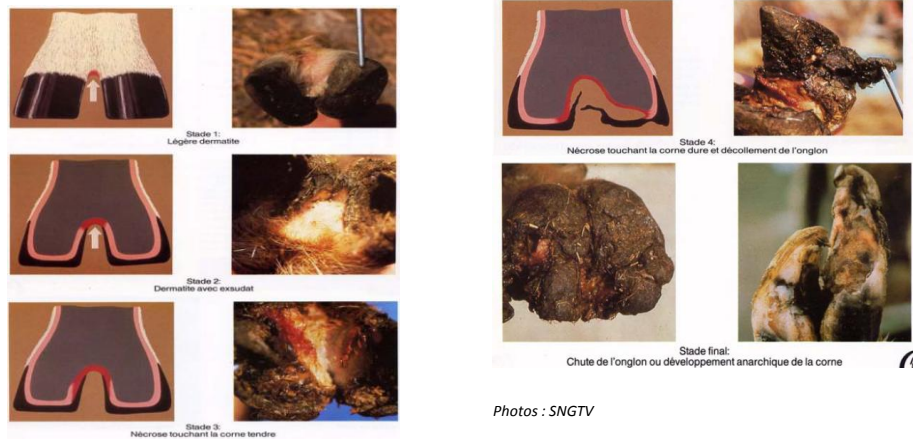 Stade 1:
Légère dermatite
Stade 2:
Dermatite avec exsudat
Stade 3:
Nécrose touchant la corne tendre
Stade 4:
Nécrose touchant la corne dure et décollement de l'onglon
Stade final:
Chute de l'onglon ou développement anarchique de la corne
Photos : SNGTV